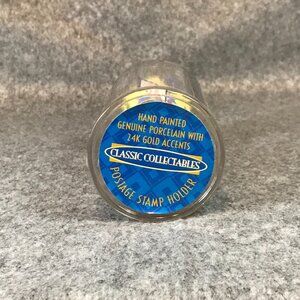 HAND PAINTED
GENUINE PORCELAIN WITH
24K GOLD ACCENTS
CLASSIC COLLECTABLES
POSTAGE STAMP HOLDER